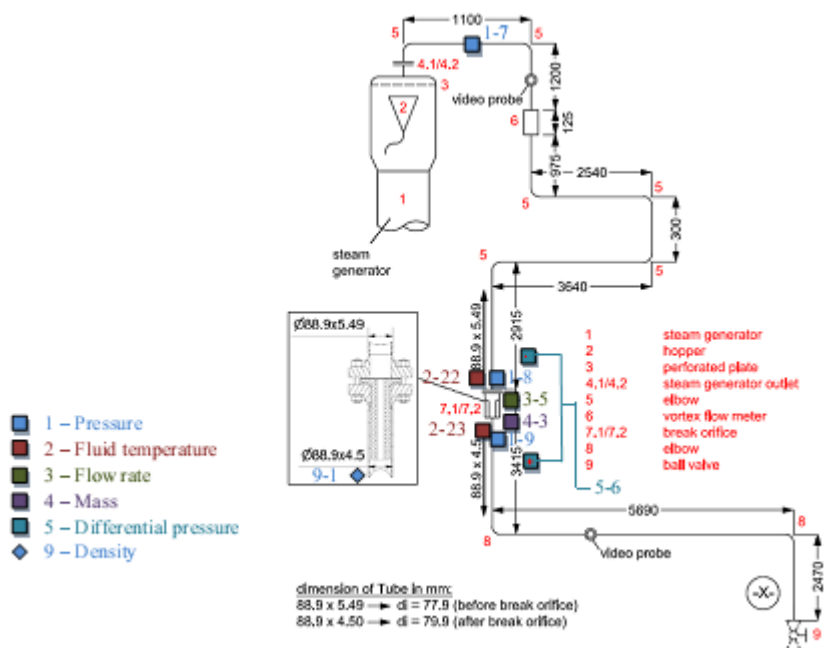 1100
5
1-7
5
4,1/4,2
3
2
video probe
1200
6
125
975
2540
1
5
5
300
steam
generator
5
5
3640
Ø88.9x5.49
88.9 x 5.49
2915
2-22
1-8
7,1/7,2
3-5
4-3
2-23
1-9
Ø88.9x4.5
9-1
88.9 x 4.5
3415
5-6
1 steam generator
2 hopper
3 perforated plate
4,1/4,2 steam generator outlet
5 elbow
6 vortex flow meter
7,1/7,2 break orifice
8 elbow
9 ball valve
1 – Pressure
2 – Fluid temperature
3 – Flow rate
4 – Mass
5 – Differential pressure
9 – Density
5690
8
8
video probe
2470
-X-
9
dimension of Tube in mm:
88.9 x 5.49 → di = 77.9 (before break orifice)
88.9 x 4.50 → di = 79.9 (after break orifice)